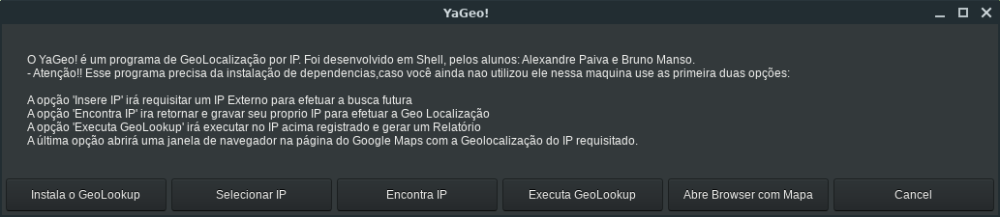 YaGeo!
O YaGeo! é um programa de GeoLocalização por IP. Foi desenvolvido em Shell, pelos alunos: Alexandre Paiva e Bruno Manso.
- Atenção!! Esse programa precisa da instalação de dependencias,caso você ainda nao utilizou ele nessa maquina use as primeira duas opções:
A opção 'Insere IP' irá requisitar um IP Externo para efetuar a busca futura
A opção 'Encontra IP' ira retornar e gravar seu proprio IP para efetuar a Geo Localização
A opção 'Executa GeoLookup' irá executar no IP acima registrado e gerar um Relatório
A última opção abrirá uma janela de navegador na página do Google Maps com a Geolocalização do IP requisitado.
Instala o GeoLookup
Selecionar IP
Encontra IP
Executa GeoLookup
Abre Browser com Mapa
Cancel